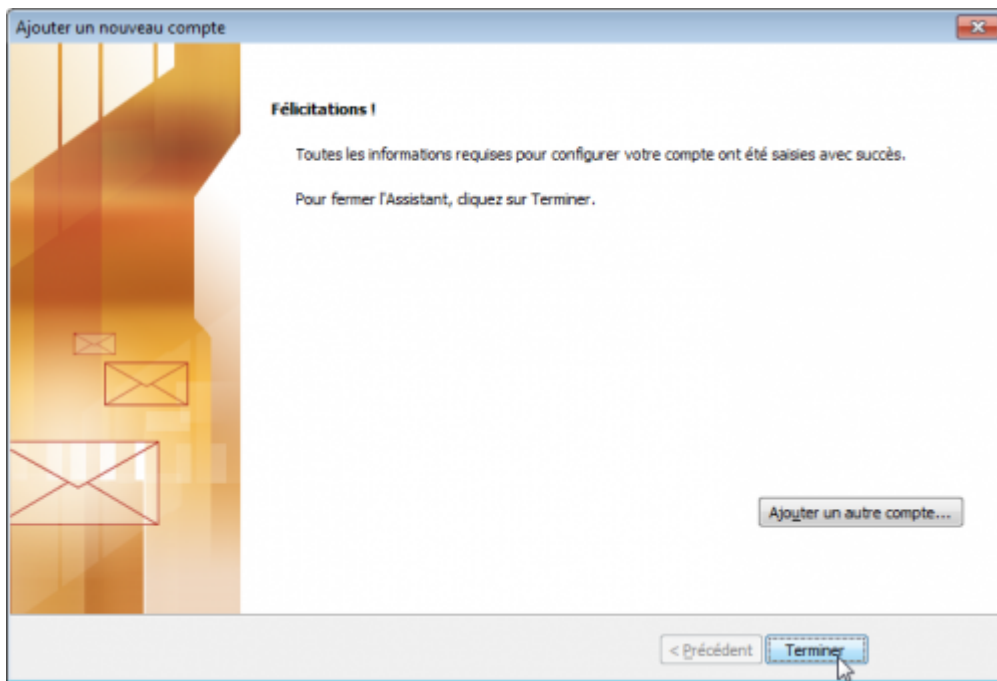 Ajouter un nouveau compte
Félicitations !
Toutes les informations requises pour configurer votre compte ont été saisies avec succès.
Pour fermer l'Assistant, cliquez sur Terminer.
Ajouter un autre compte...
< Précédent
Terminer